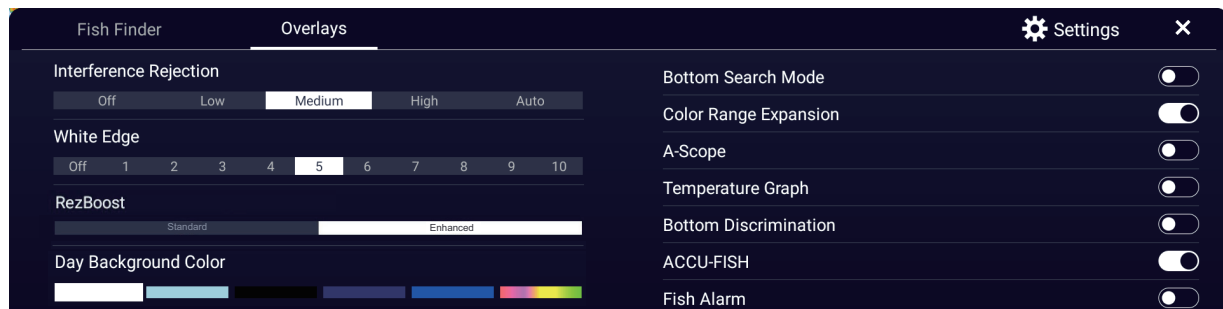 Fish Finder Overlays Settings ×
Interference Rejection
Off Low Medium High Auto
White Edge
Off 1 2 3 4 5 6 7 8 9 10
RezBoost
Standard Enhanced
Day Background Color
Bottom Search Mode
Color Range Expansion
A-Scope
Temperature Graph
Bottom Discrimination
ACCU-FISH
Fish Alarm